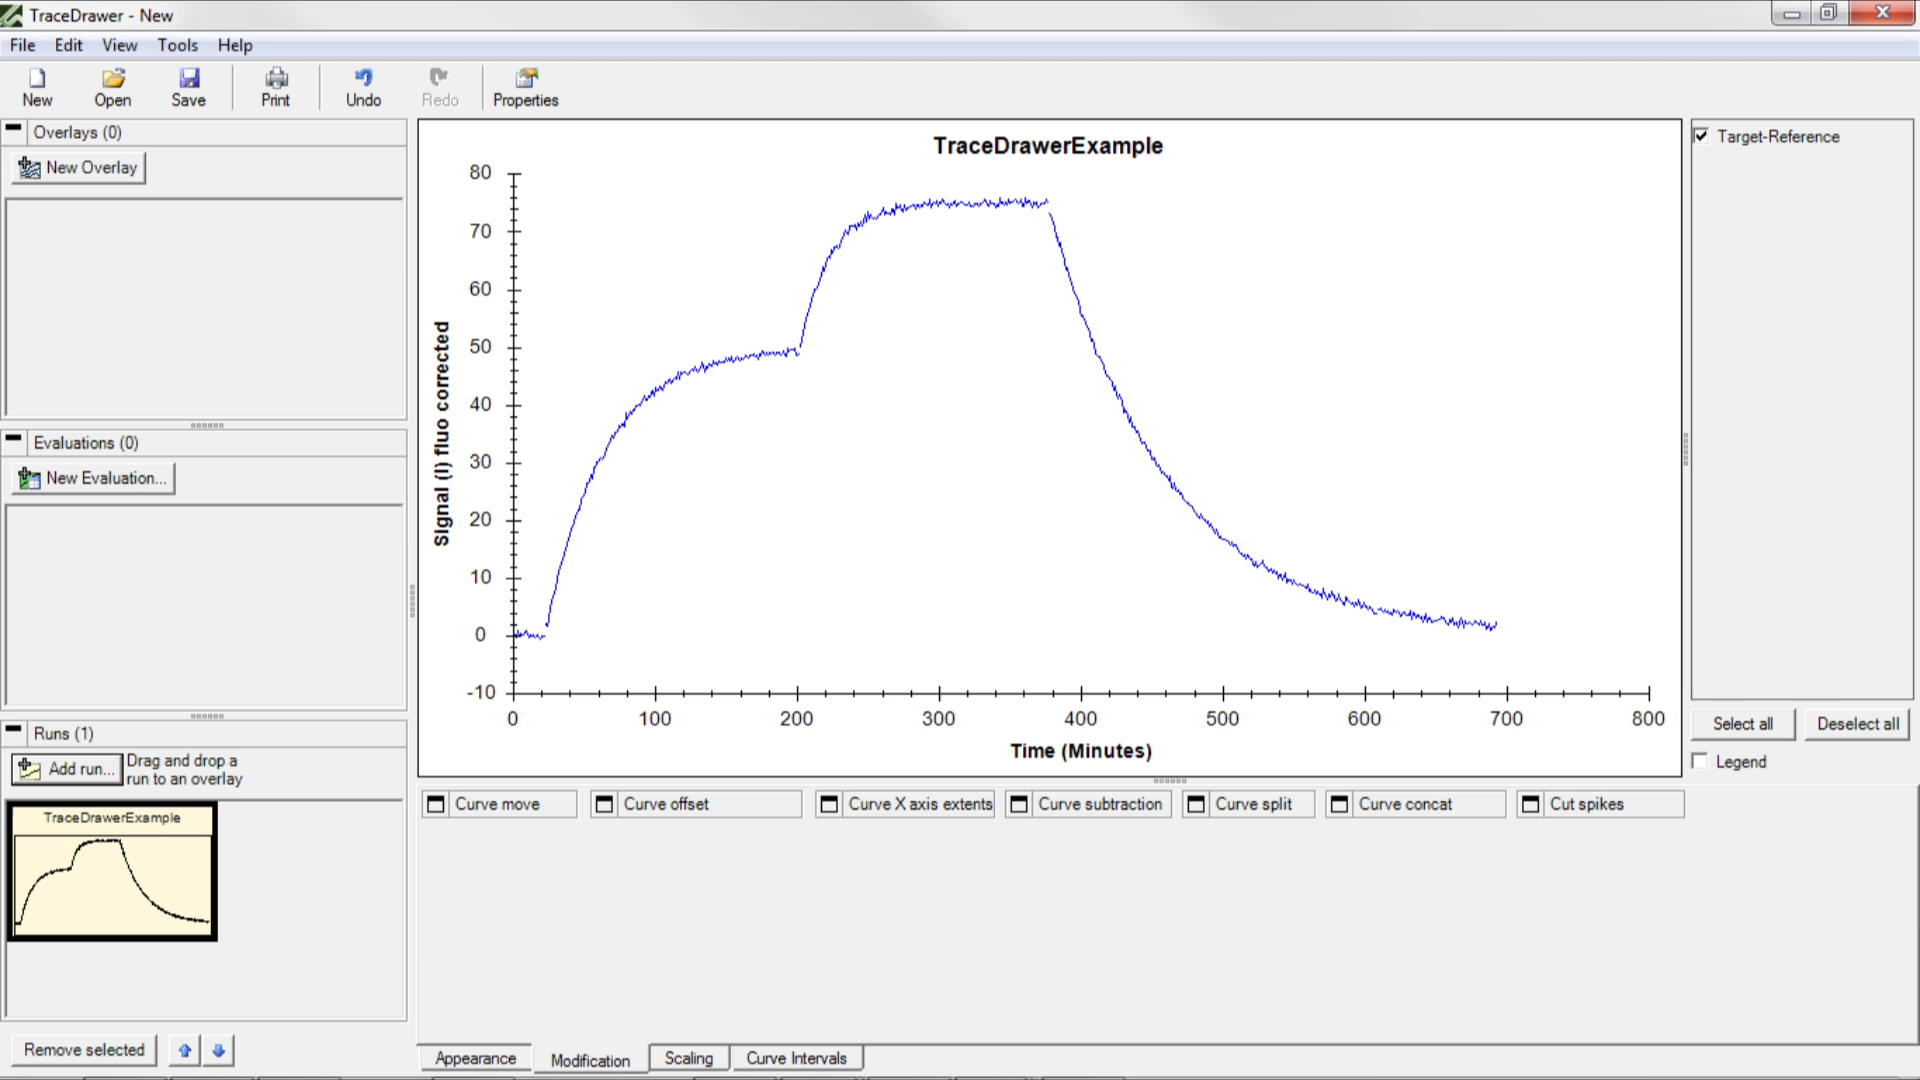 TraceDrawer - New
File Edit View Tools Help
New Open Save Print Undo Redo Properties
Overlays (0)
New Overlay
Evaluations (0)
New Evaluation...
Runs (1)
Add run...
Drag and drop a
run to an overlay
TraceDrawerExample
Remove selected
TraceDrawerExample
Signal (I) fluo corrected
80
70
60
50
40
30
20
10
0
-10
0 100 200 300 400 500 600 700 800
Time (Minutes)
Target-Reference
Select all Deselect all
Legend
Curve move Curve offset Curve X axis extents Curve subtraction Curve split Curve concat Cut spikes
Appearance Modification Scaling Curve Intervals